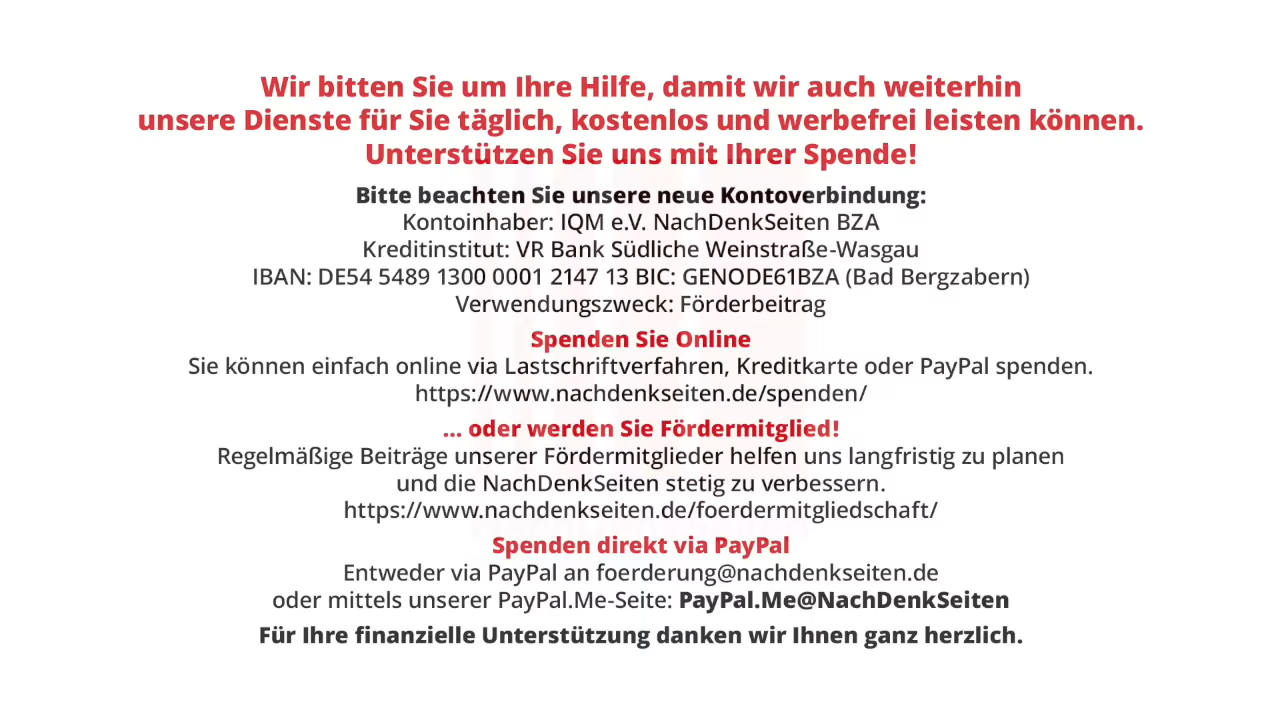 Wir bitten Sie um Ihre Hilfe, damit wir auch weiterhin
unsere Dienste für Sie täglich, kostenlos und werbefrei leisten können.
Unterstützen Sie uns mit Ihrer Spende!
Bitte beachten Sie unsere neue Kontoverbindung:
Kontoinhaber: IQM e.V. NachDenkSeiten BZA
Kreditinstitut: VR Bank Südliche Weinstraße-Wasgau
IBAN: DE54 5489 1300 0001 2147 13 BIC: GENODE61BZA (Bad Bergzabern)
Verwendungszweck: Förderbeitrag
Spenden Sie Online
Sie können einfach online via Lastschriftverfahren, Kreditkarte oder PayPal spenden.
https://www.nachdenkseiten.de/spenden/
... oder werden Sie Fördermitglied!
Regelmäßige Beiträge unserer Fördermitglieder helfen uns langfristig zu planen
und die NachDenkSeiten stetig zu verbessern.
https://www.nachdenkseiten.de/foerdermitgliedschaft/
Spenden direkt via PayPal
Entweder via PayPal an foerderung@nachdenkseiten.de
oder mittels unserer PayPal.Me-Seite: PayPal.Me@NachDenkSeiten
Für Ihre finanzielle Unterstützung danken wir Ihnen ganz herzlich.